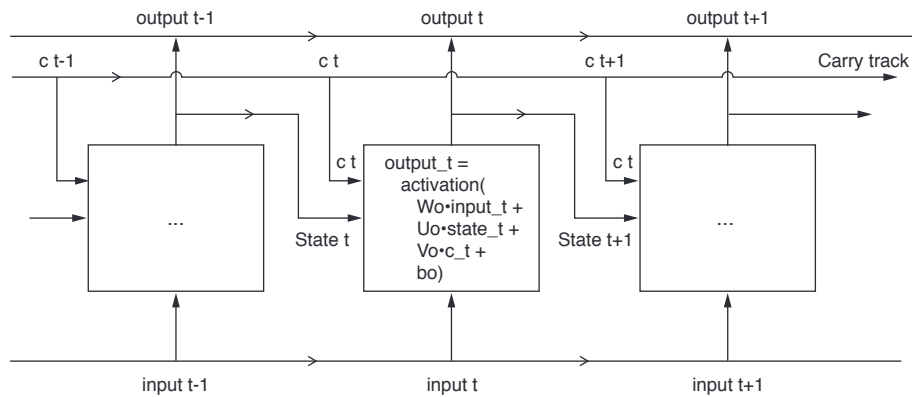 output t-1
output t
output t+1
c t-1
c t
c t+1
Carry track
c t
c t
output_t =
activation(
Wo•input_t +
Uo•state_t +
Vo•c_t +
bo)
...
...
State t
State t+1
input t-1
input t
input t+1